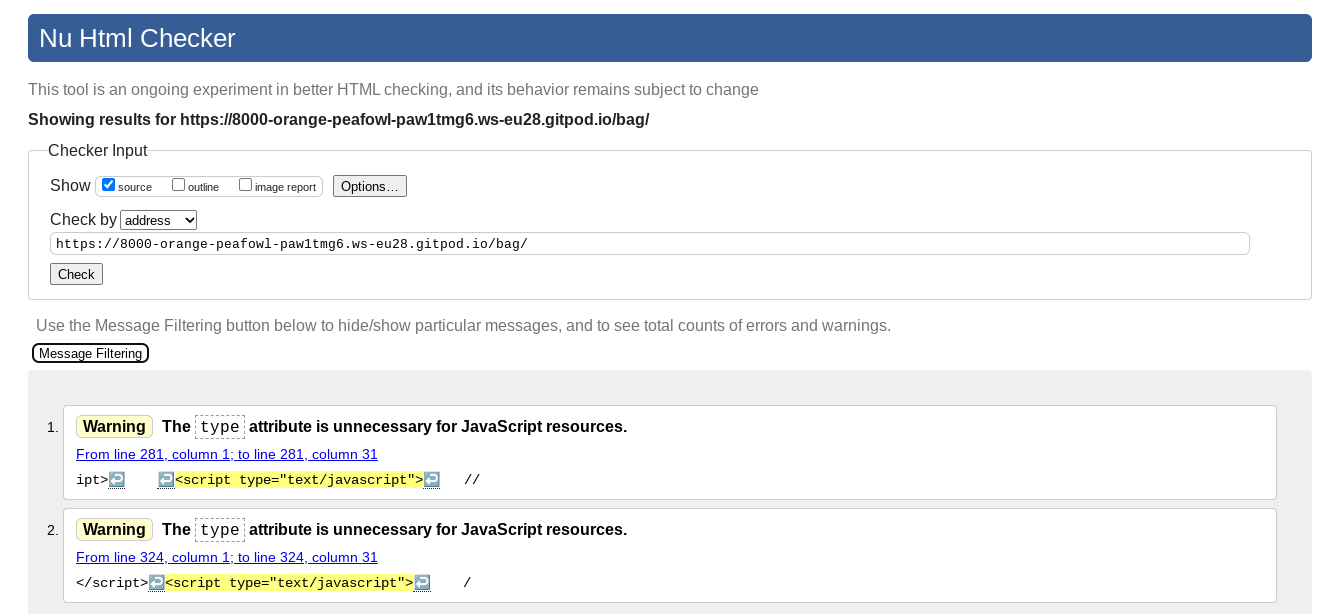 Nu Html Checker
This tool is an ongoing experiment in better HTML checking, and its behavior remains subject to change
Showing results for https://8000-orange-peafowl-paw1tmg6.ws-eu28.gitpod.io/bag/
Checker Input
Show source outline image report Options...
Check by address
https://8000-orange-peafowl-paw1tmg6.ws-eu28.gitpod.io/bag/
Check
Use the Message Filtering button below to hide/show particular messages, and to see total counts of errors and warnings.
Message Filtering
1. Warning The type attribute is unnecessary for JavaScript resources.
From line 281, column 1; to line 281, column 31
ipt>↩ ↩<script type="text/javascript">↩ //
2. Warning The type attribute is unnecessary for JavaScript resources.
From line 324, column 1; to line 324, column 31
</script>↩<script type="text/javascript">↩ /